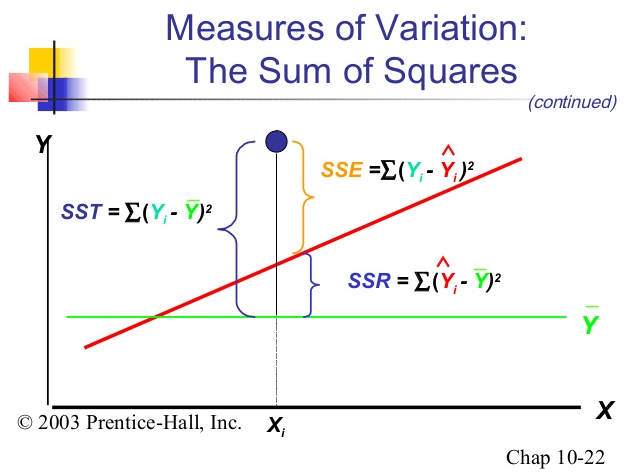 Measures of Variation:
The Sum of Squares
(continued)
Y
SSE =∑(Yi - Ŷi )²
SST = ∑(Yi - Y̅)²
SSR = ∑(Ŷi - Y̅)²
Y̅
X
© 2003 Prentice-Hall, Inc.
Xi
Chap 10-22